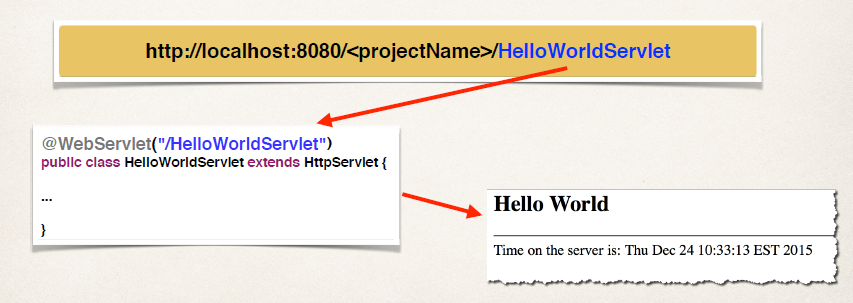 http://localhost:8080/<projectName>/HelloWorldServlet
@WebServlet("/HelloWorldServlet")
public class HelloWorldServlet extends HttpServlet {
...
}
Hello World
Time on the server is: Thu Dec 24 10:33:13 EST 2015